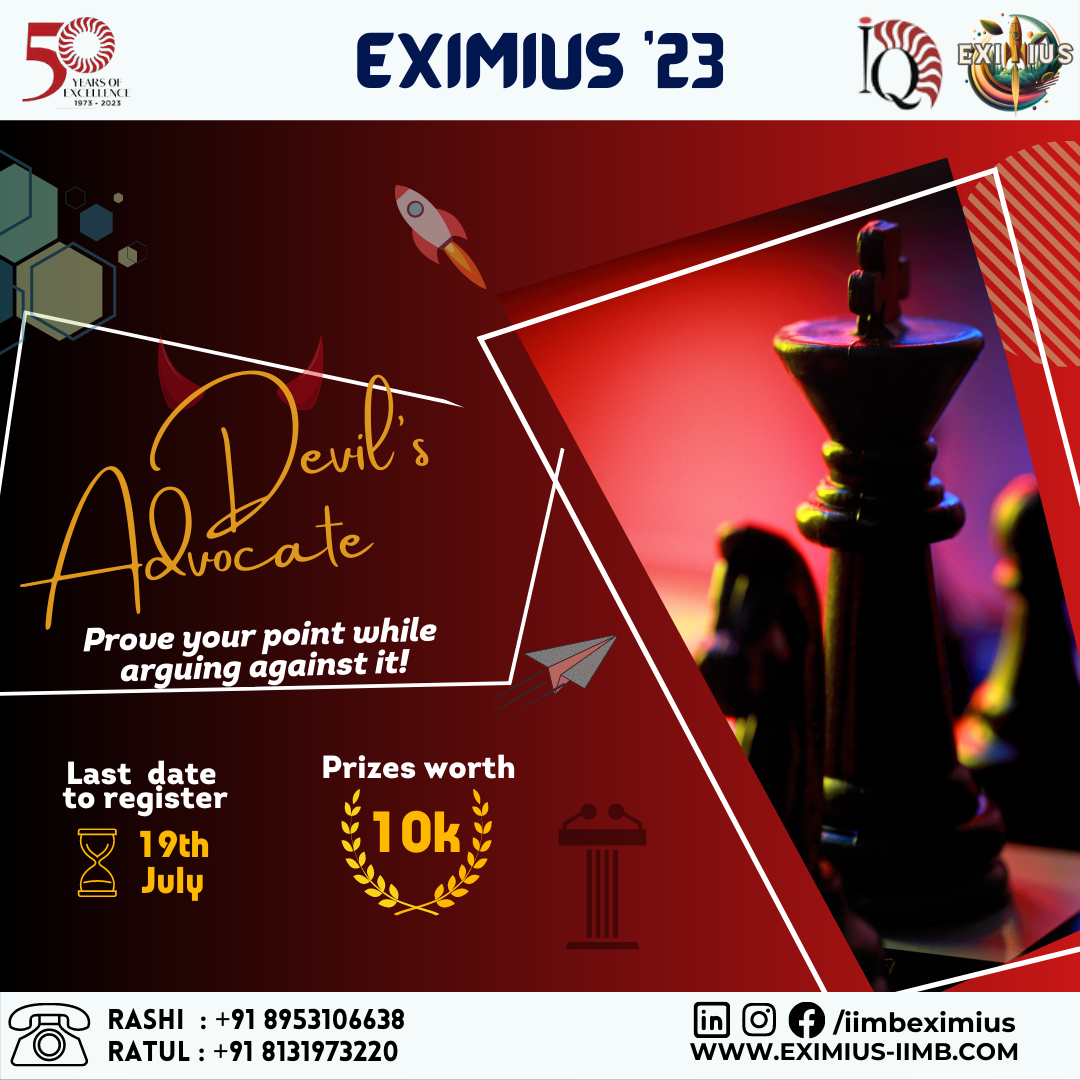 50
YEARS OF
EXCELLENCE
1973 - 2023
EXIMIUS '23
IQ
EXIMIUS
Devil's
Advocate
Prove your point while
arguing against it!
Last date
to register
19th
July
Prizes worth
10k
RASHI : +91 8953106638
RATUL : +91 8131973220
in /iimbeximius
WWW.EXIMIUS-IIMB.COM